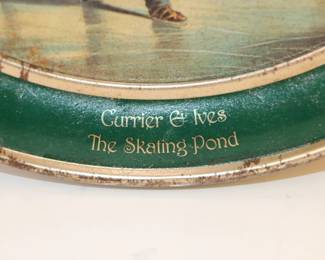 Currier & Ives
The Skating Pond